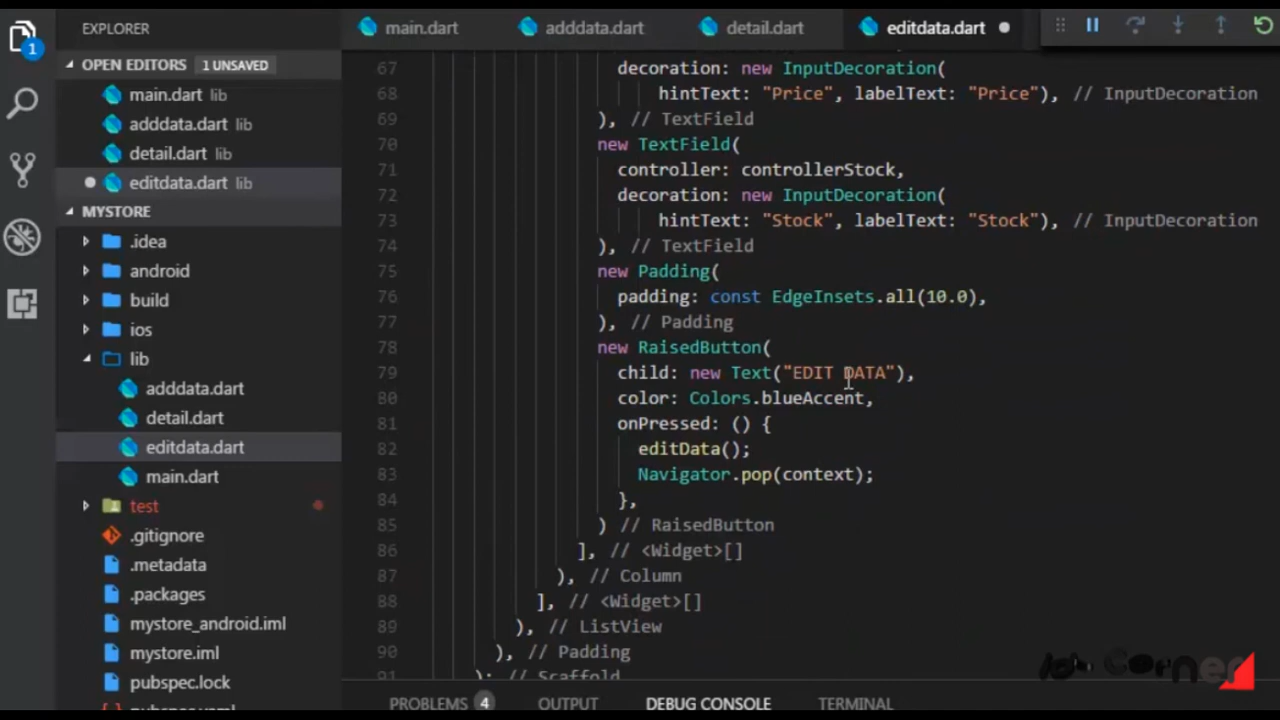 EXPLORER
main.dart adddata.dart detail.dart editdata.dart
OPEN EDITORS 1 UNSAVED
main.dart lib
adddata.dart lib
detail.dart lib
editdata.dart lib
MYSTORE
.idea
android
build
ios
lib
adddata.dart
detail.dart
editdata.dart
main.dart
test
.gitignore
.metadata
.packages
mystore_android.iml
mystore.iml
pubspec.lock
1
67 decoration: new InputDecoration(
68 hintText: "Price", labelText: "Price"), // InputDecoration
69 ), // TextField
70 new TextField(
71 controller: controllerStock,
72 decoration: new InputDecoration(
73 hintText: "Stock", labelText: "Stock"), // InputDecoration
74 ), // TextField
75 new Padding(
76 padding: const EdgeInsets.all(10.0),
77 ), // Padding
78 new RaisedButton(
79 child: new Text("EDIT DATA"),
80 color: Colors.blueAccent,
81 onPressed: () {
82 editData();
83 Navigator.pop(context);
84 },
85 ) // RaisedButton
86 ], // <Widget>[]
87 ), // Column
88 ], // <Widget>[]
89 ), // ListView
90 ), // Padding
91 ); // Scaffold
PROBLEMS 4 OUTPUT DEBUG CONSOLE TERMINAL
Corner